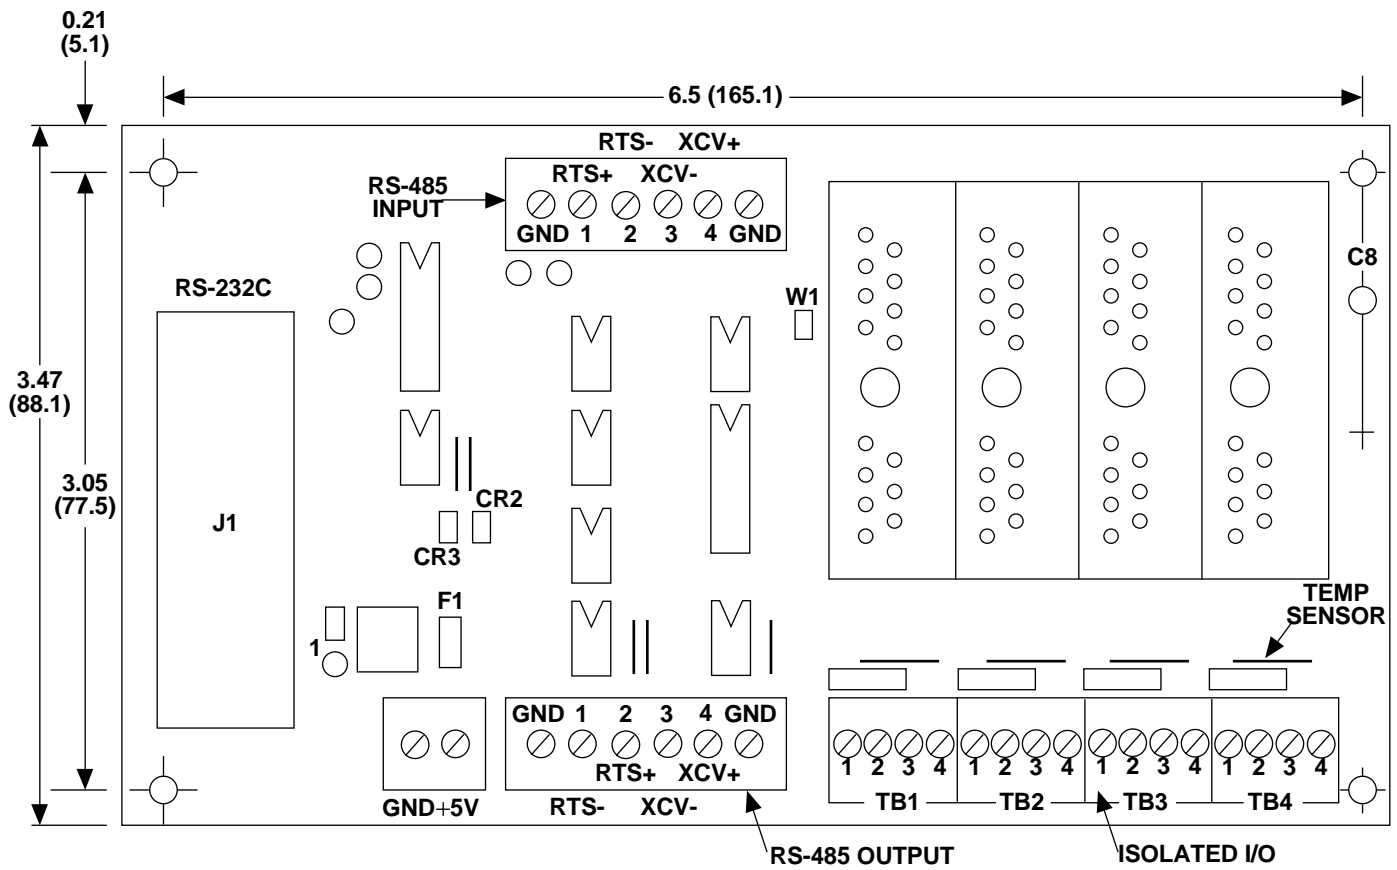 0.21
(5.1)
6.5 (165.1)
RTS- XCV+
RTS+ XCV-
RS-485
INPUT
GND 1 2 3 4 GND
C8
RS-232C
W1
3.47
(88.1)
3.05
(77.5)
J1
CR2
CR3
F1
1
TEMP
SENSOR
GND 1 2 3 4 GND
1 2 3 4 1 2 3 4 1 2 3 4 1 2 3 4
RTS+ XCV+
GND+5V
RTS- XCV-
TB1 TB2 TB3 TB4
RS-485 OUTPUT
ISOLATED I/O